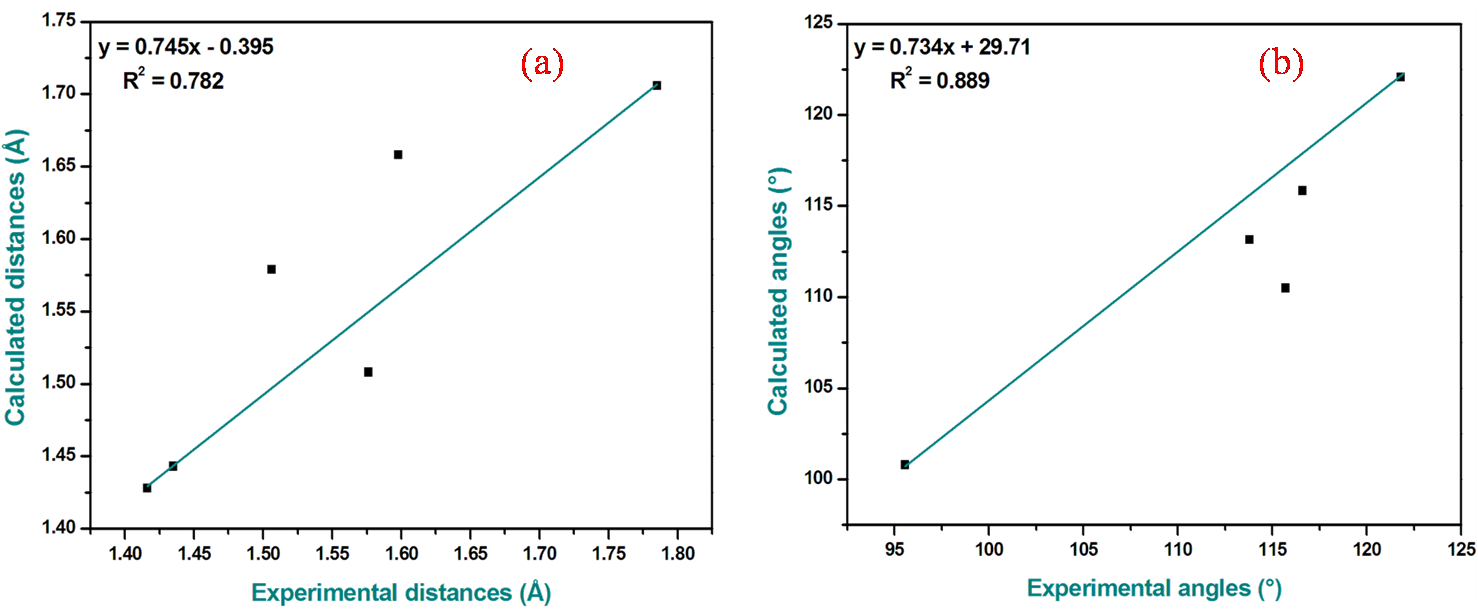 y = 0.745x - 0.395
R² = 0.782
(a)
1.75
1.70
1.65
1.60
1.55
1.50
1.45
1.40
Calculated distances (Å)
1.40 1.45 1.50 1.55 1.60 1.65 1.70 1.75 1.80
Experimental distances (Å)
y = 0.734x + 29.71
R² = 0.889
(b)
125
120
115
110
105
100
Calculated angles (°)
95 100 105 110 115 120 125
Experimental angles (°)